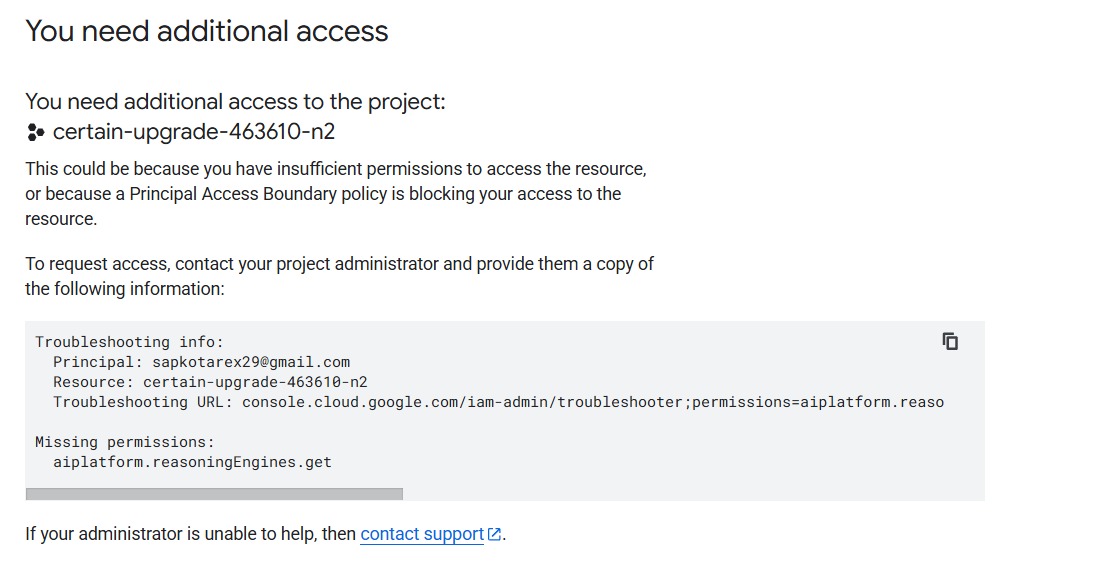 You need additional access
You need additional access to the project:
certain-upgrade-463610-n2
This could be because you have insufficient permissions to access the resource,
or because a Principal Access Boundary policy is blocking your access to the
resource.
To request access, contact your project administrator and provide them a copy of
the following information:
Troubleshooting info:
Principal: sapkotarex29@gmail.com
Resource: certain-upgrade-463610-n2
Troubleshooting URL: console.cloud.google.com/iam-admin/troubleshooter;permissions=aiplatform.reaso
Missing permissions:
aiplatform.reasoningEngines.get
If your administrator is unable to help, then contact support.